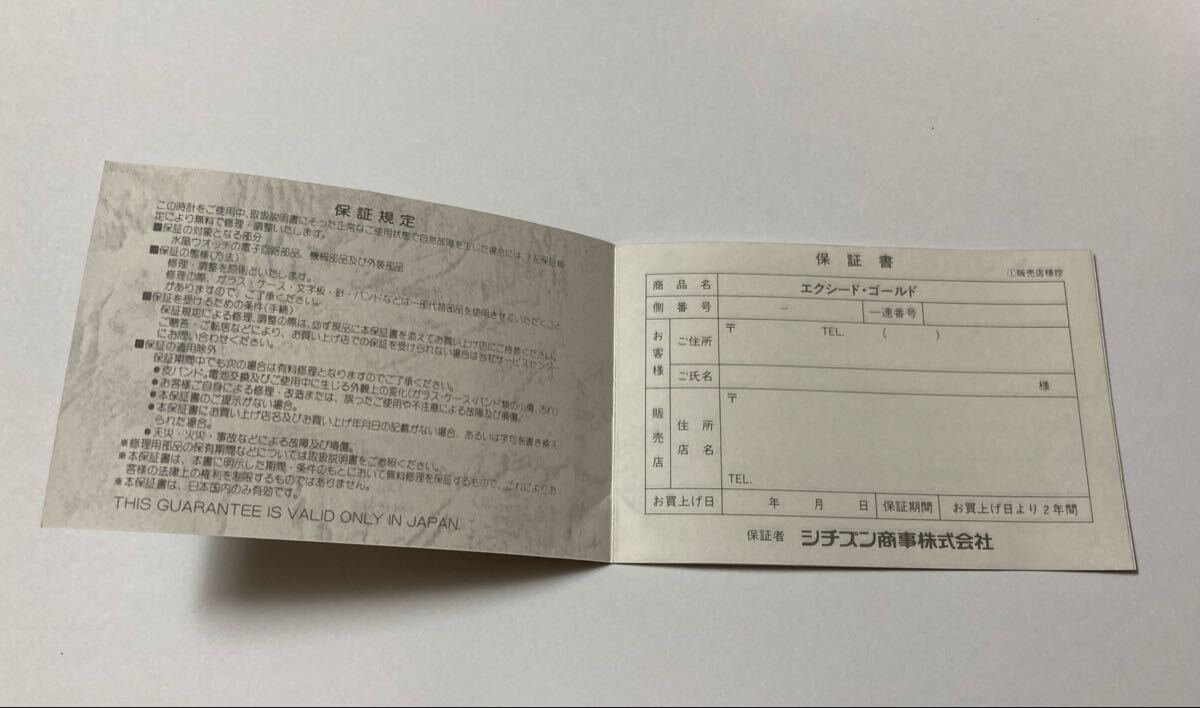 保証規定
この時計をご使用中、取扱説明書にそった正常なご使用状態で自然故障を生じた場合には 下記保証規
定により無料で修理・調整いたします。
■保証の対象となる部分
水晶ウオッチの電子回路部品、機械部品及び外装部品
■保証の態様(方法)
修理・調整を原則といたします。
修理の際、ガラス・ケース・文字板・針・バンドなどは一部代替部品を使用させていただくこと
がありますので、ご了承ください。
■保証を受けるための条件(手続)
保証規定による修理、調整の際は、必ず現品に本保証書を添えてお買い上げ店にご持参ください。
ご贈答・ご転居などにより、お買い上げ店での保証を受けられない場合は当社サービスセンター
にお問い合わせください。
■保証の適用除外
保証期間中でも次の場合は有料修理となりますのでご了承ください。
●皮バンド。電池交換及びご使用中に生じる外観上の変化(ガラス・ケース・バンド類の小傷、汚れ)
●お客様ご自身による修理・改造または、誤ったご使用や不注意による故障及び損傷。
●本保証書のご提示がない場合。
●本保証書にお買い上げ店名及びお買い上げ年月日の記載がない場合、あるいは字句を書き換え
られた場合。
●天災・火災・事故などによる故障及び損傷。
※修理用部品の保有期間などについては取扱説明書をご参照ください。
※本保証書は、本書に明示した期間・条件のもとにおいて無料修理を保証するもので、これによりお
客様の法律上の権利を制限するものではありません。
※本保証書は、日本国内のみ有効です。
THIS GUARANTEE IS VALID ONLY IN JAPAN.
保証書
①販売店様控
商品名 エクシード・ゴールド
側番号 － 一連番号
お客様 ご住所 〒 TEL. ( )
ご氏名 様
販売店 住所 店名 〒
TEL.
お買上げ日 年 月 日 保証期間 お買上げ日より2年間
保証者 シチズン商事株式会社